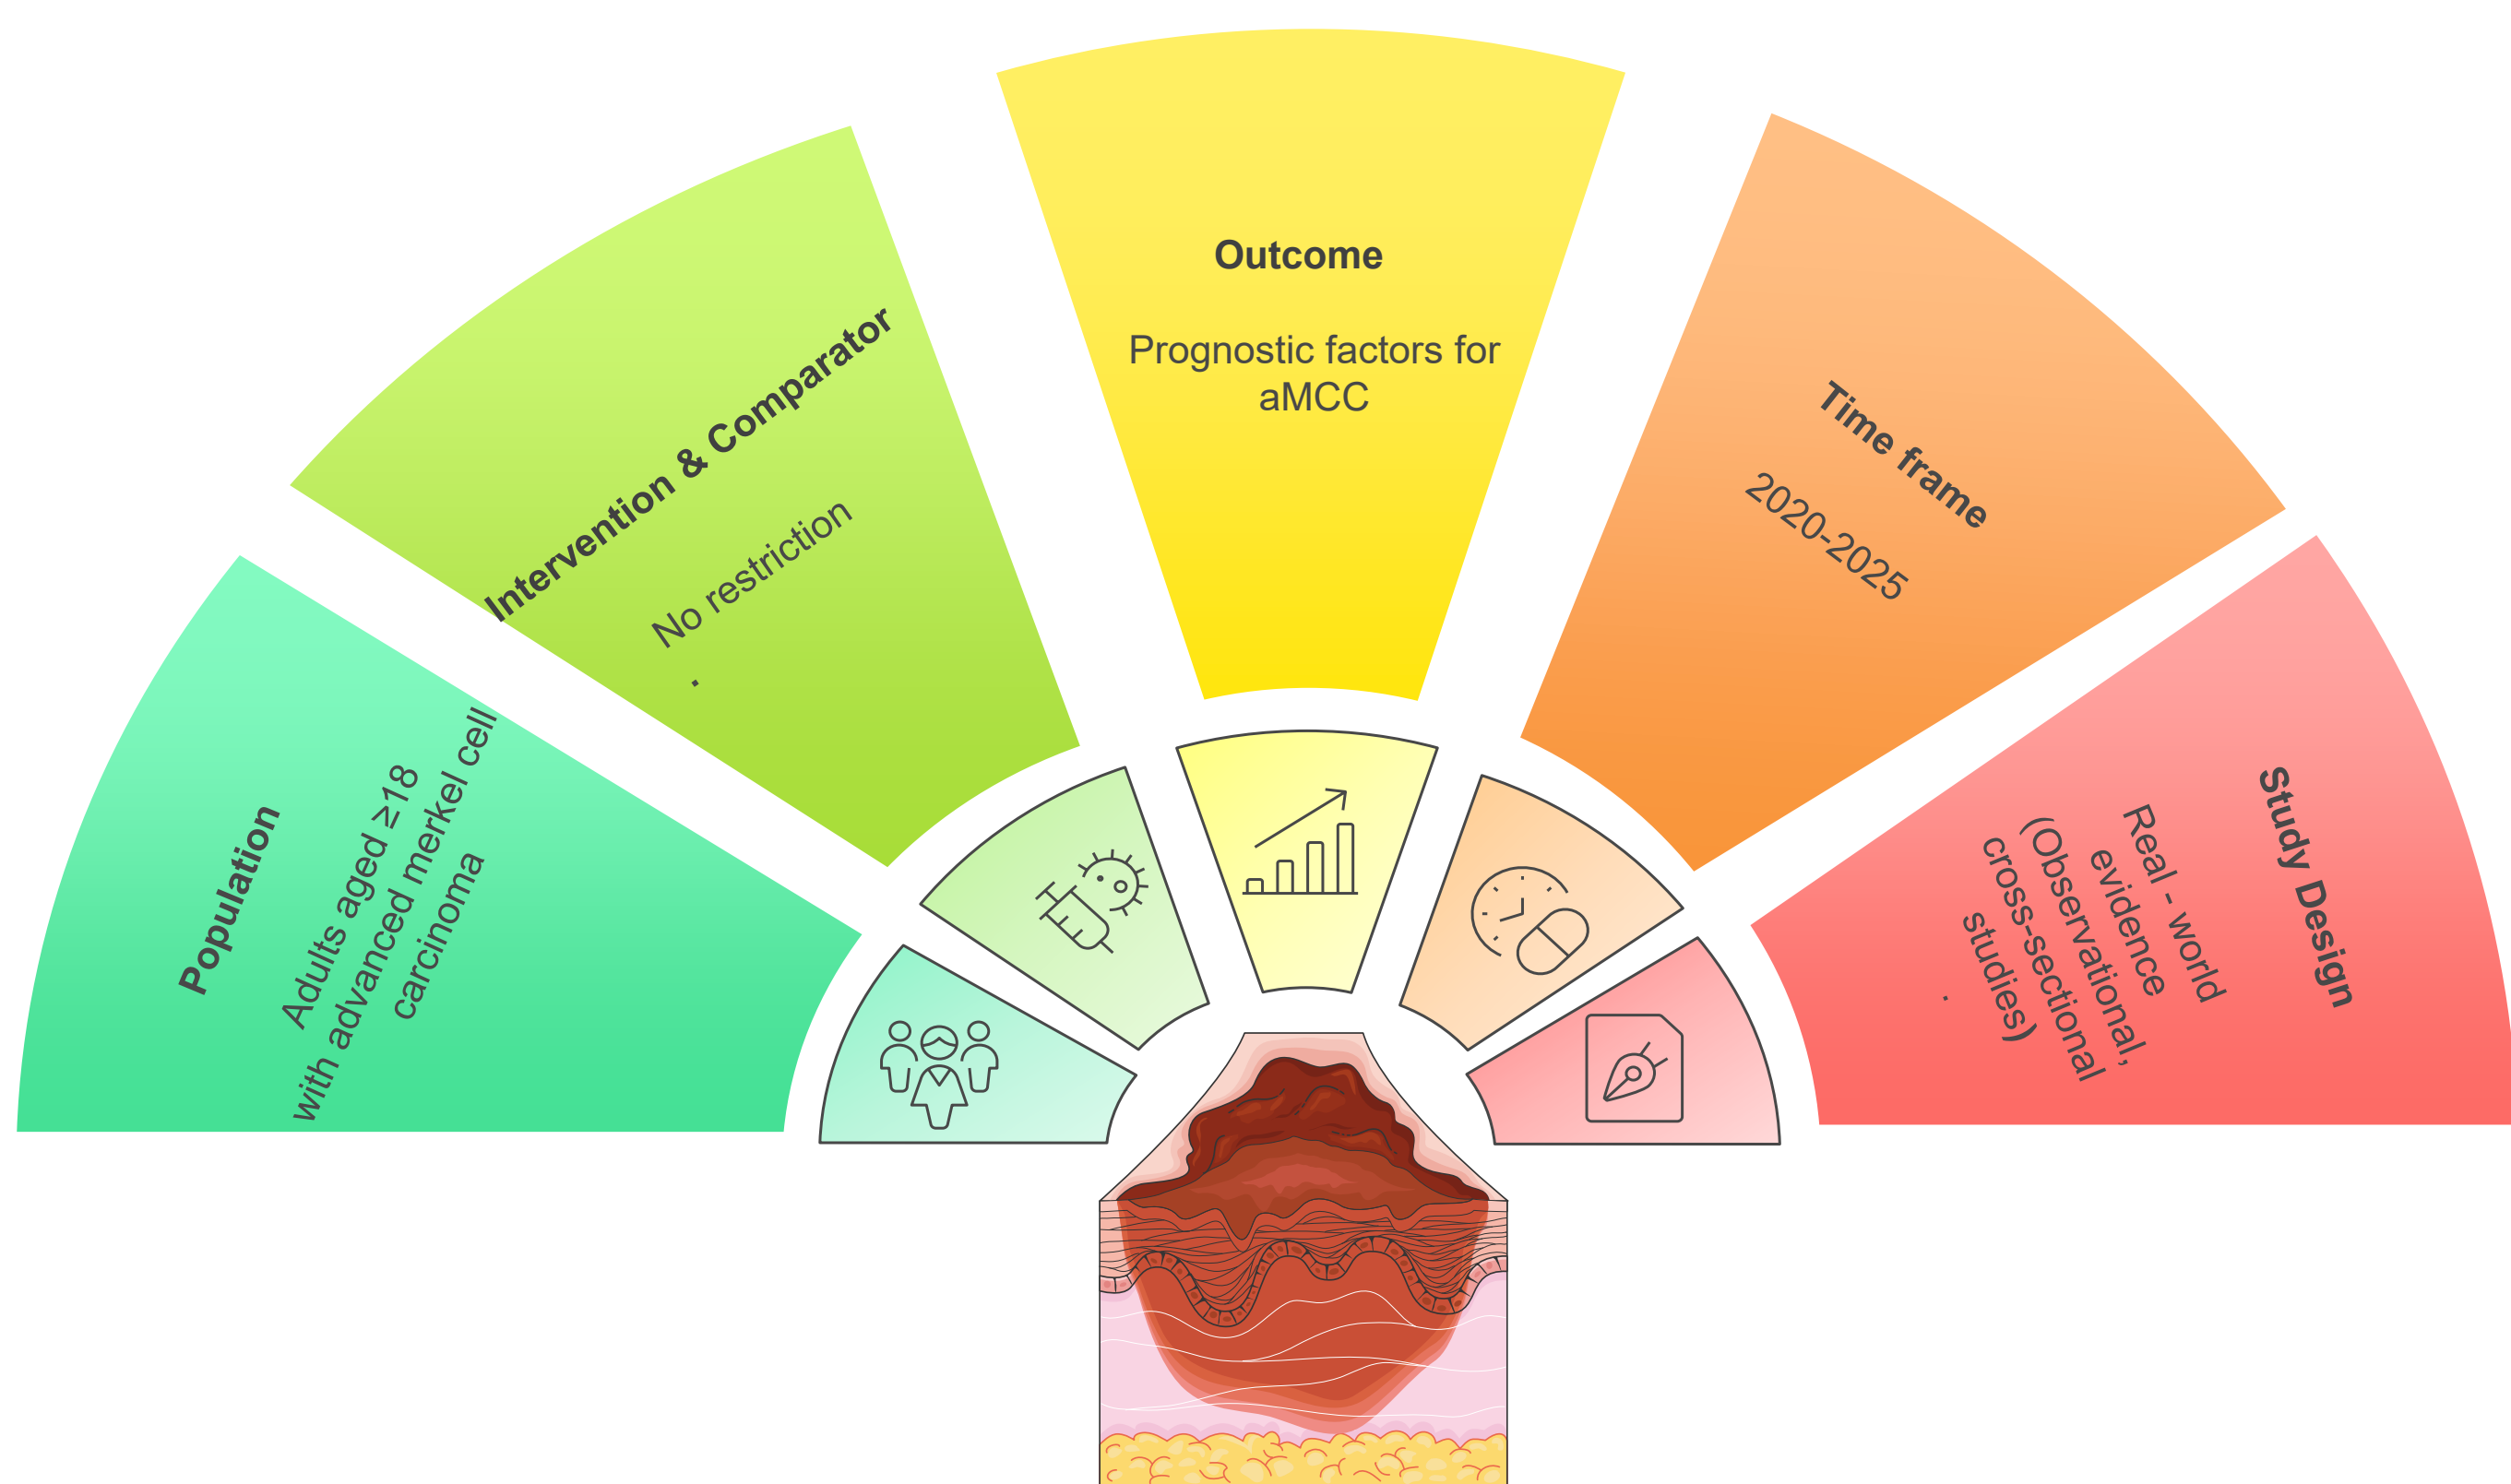 Population
Adults aged ≥18
with advanced merkel cell
carcinoma
Intervention & Comparator
No restriction
.
Outcome
Prognostic factors for
aMCC
Time frame
2020-2025
Study Design
Real - world
evidence
(Observational,
cross-sectional
studies)
.